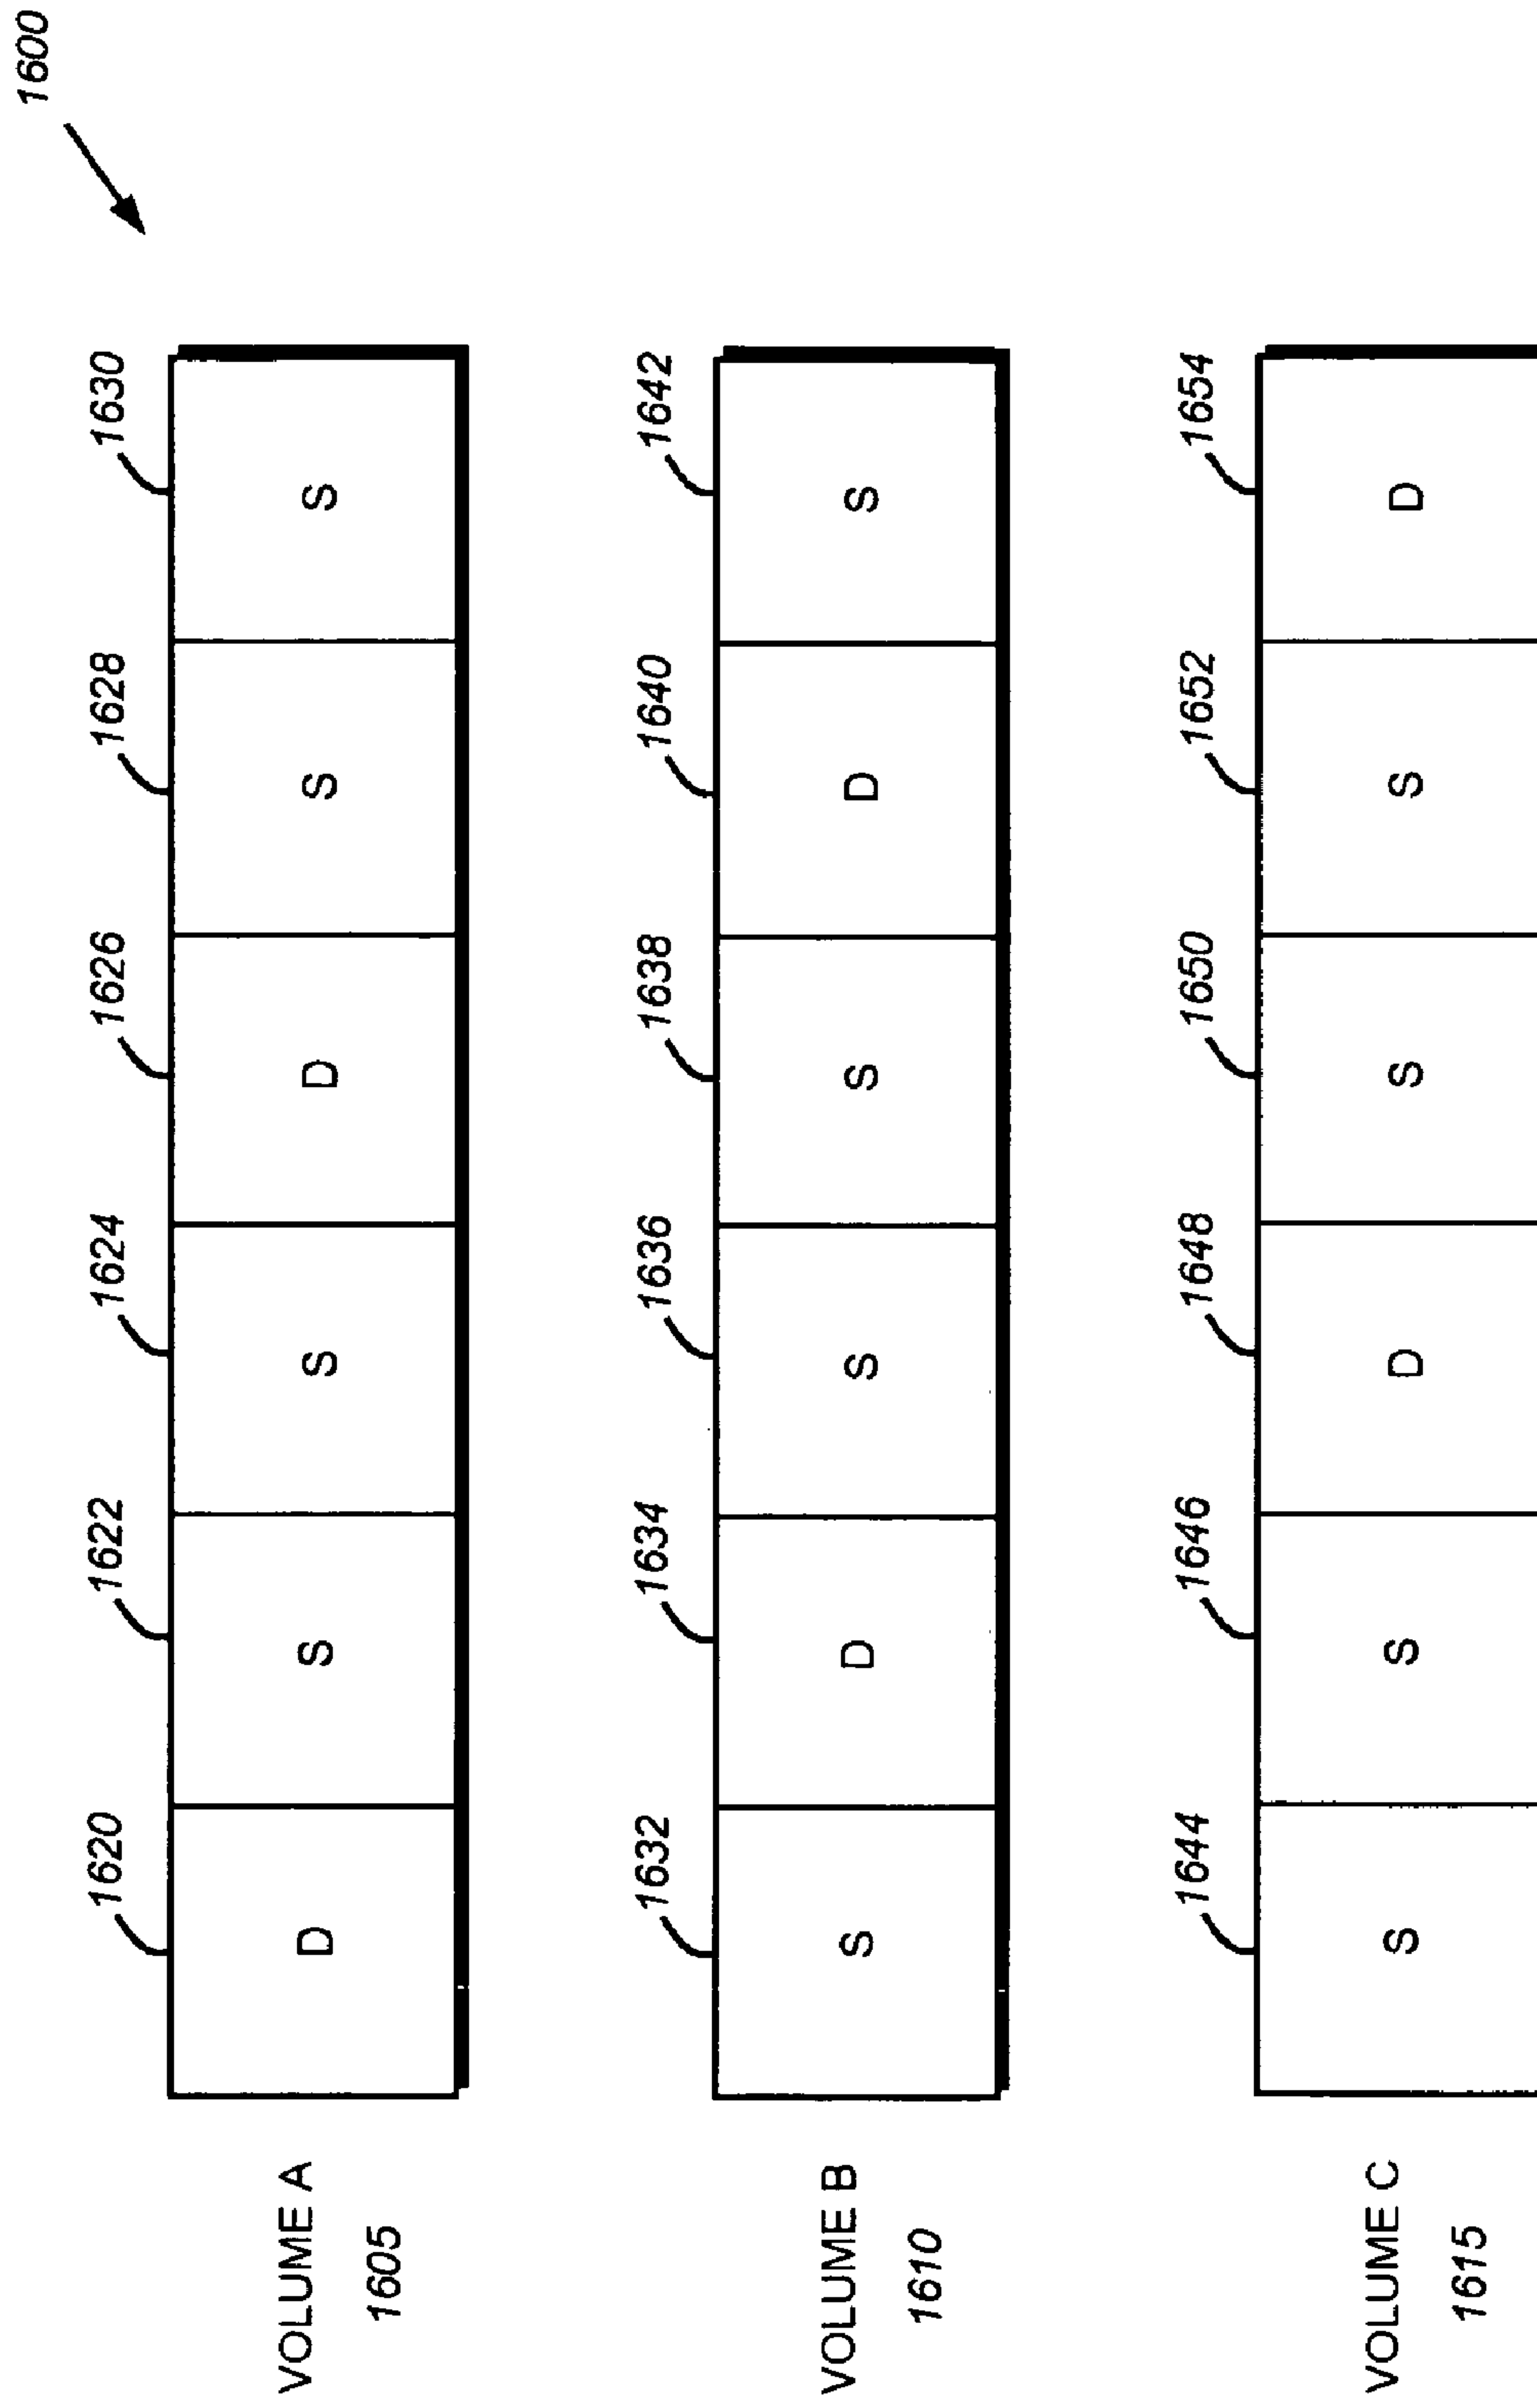 1600
1620 1622 1624 1626 1628 1630
VOLUME A D S S D S S
1605
1632 1634 1636 1638 1640 1642
VOLUME B S D S S D S
1610
1644 1646 1648 1650 1652 1654
VOLUME C S S D S S D
1615